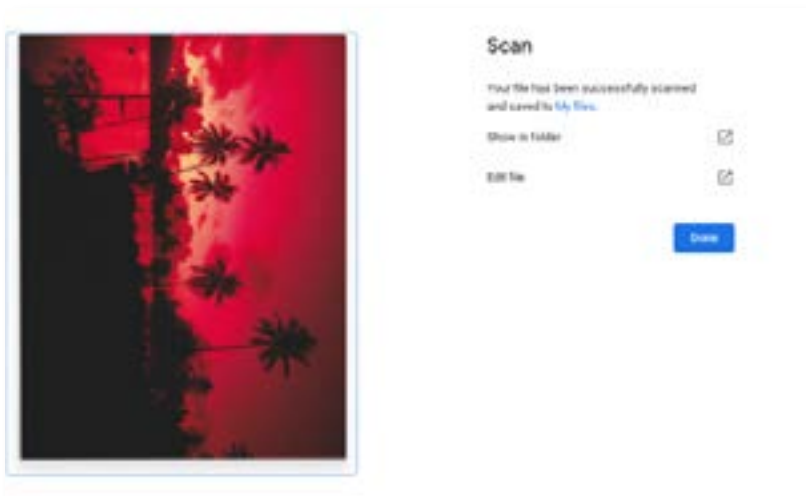 Scan
Your file has been successfully scanned
and saved to My files.
Show in folder
Edit file
Done